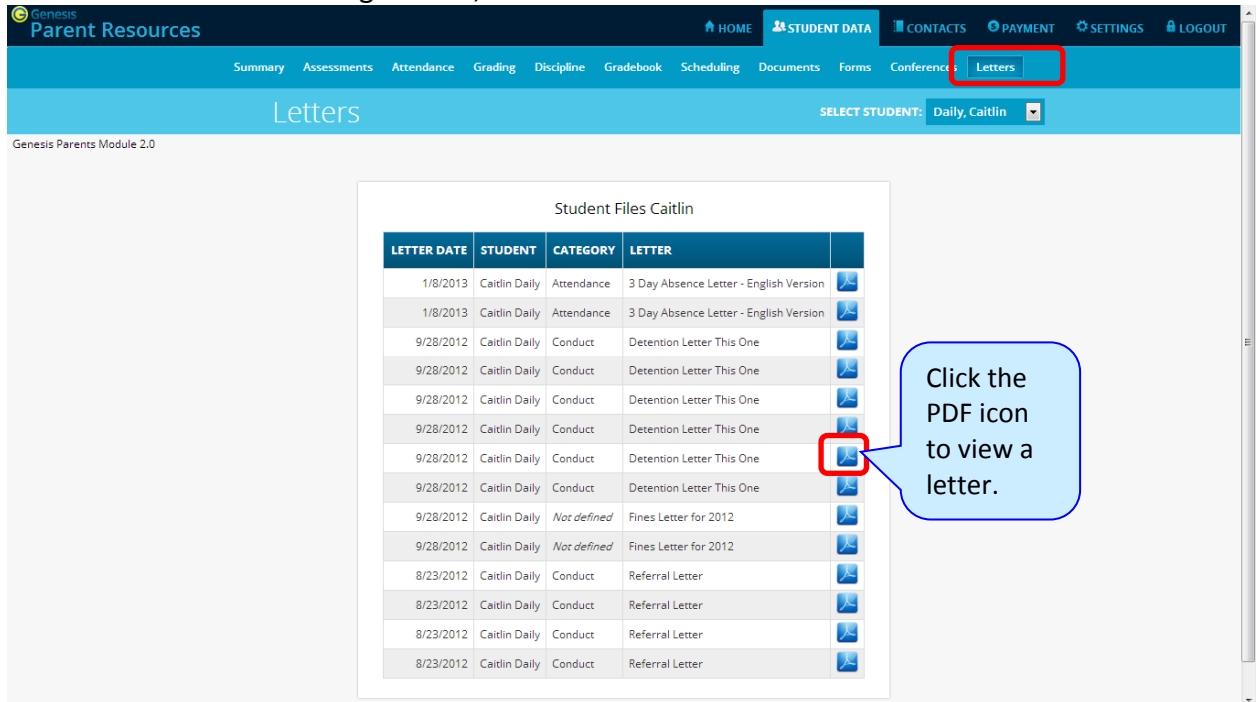 Genesis
Parent Resources
HOME STUDENT DATA CONTACTS PAYMENT SETTINGS LOGOUT
Summary Assessments Attendance Grading Discipline Gradebook Scheduling Documents Forms Conferences Letters
Letters SELECT STUDENT: Daily, Caitlin
Genesis Parents Module 2.0
Student Files Caitlin
LETTER DATE STUDENT CATEGORY LETTER
1/8/2013 Caitlin Daily Attendance 3 Day Absence Letter - English Version
1/8/2013 Caitlin Daily Attendance 3 Day Absence Letter - English Version
9/28/2012 Caitlin Daily Conduct Detention Letter This One
9/28/2012 Caitlin Daily Conduct Detention Letter This One
9/28/2012 Caitlin Daily Conduct Detention Letter This One
9/28/2012 Caitlin Daily Conduct Detention Letter This One
9/28/2012 Caitlin Daily Conduct Detention Letter This One
9/28/2012 Caitlin Daily Conduct Detention Letter This One
9/28/2012 Caitlin Daily Not defined Fines Letter for 2012
9/28/2012 Caitlin Daily Not defined Fines Letter for 2012
8/23/2012 Caitlin Daily Conduct Referral Letter
8/23/2012 Caitlin Daily Conduct Referral Letter
8/23/2012 Caitlin Daily Conduct Referral Letter
8/23/2012 Caitlin Daily Conduct Referral Letter
Click the
PDF icon
to view a
letter.